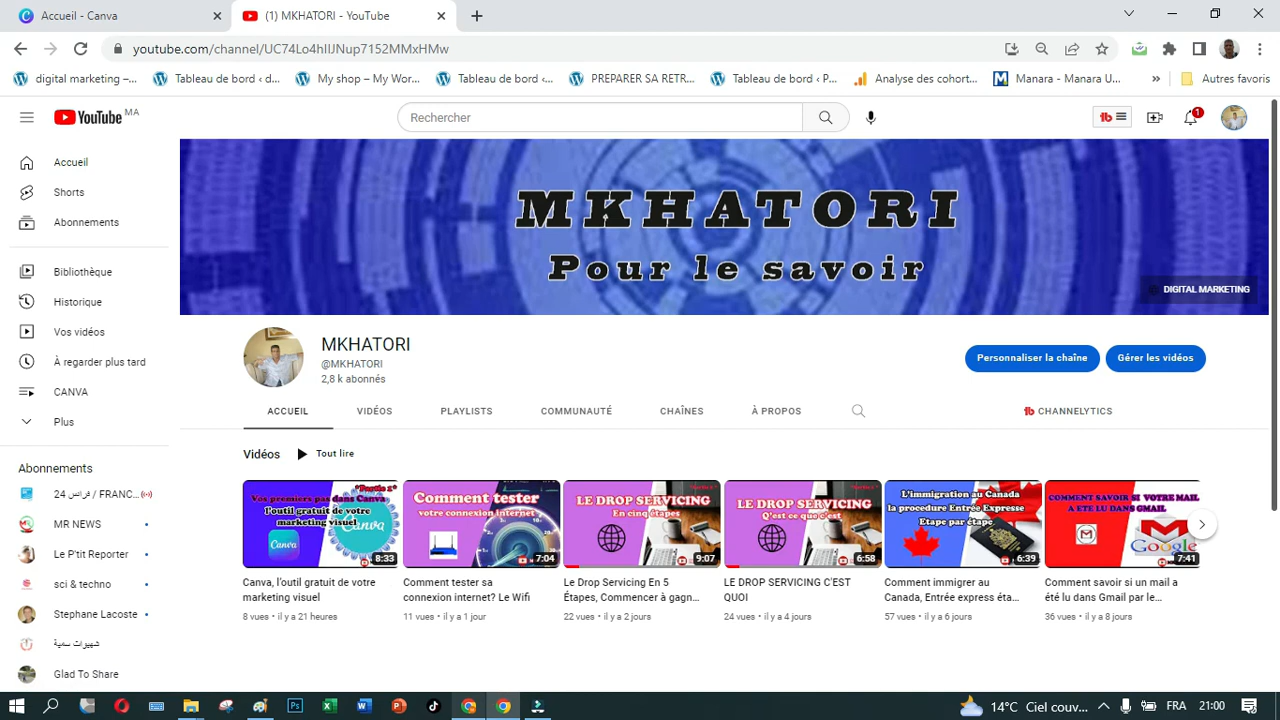 Accueil - Canva
(1) MKHATORI - YouTube
youtube.com/channel/UC74Lo4hIIJNup7152MMxHMw
digital marketing –...
Tableau de bord ‹ d...
My shop – My Wor...
Tableau de bord ‹...
PREPARER SA RETR...
Tableau de bord ‹ P...
Analyse des cohort...
Manara - Manara U...
»
Autres favoris
YouTube MA
Rechercher
1
Accueil
Shorts
Abonnements
Bibliothèque
Historique
Vos vidéos
À regarder plus tard
CANVA
Plus
Abonnements
24 فرانس / FRANC...
MR NEWS
Le P'tit Reporter
sci & techno
Stephane Lacoste
شهيوات سمية
Glad To Share
MKHATORI
Pour le savoir
DIGITAL MARKETING
MKHATORI
@MKHATORI
2,8 k abonnés
Personnaliser la chaîne
Gérer les vidéos
ACCUEIL
VIDÉOS
PLAYLISTS
COMMUNAUTÉ
CHAÎNES
À PROPOS
CHANNELYTICS
Vidéos
Tout lire
"Partie 1"
Vos premiers pas dans Canva
l'outil gratuit de votre
marketing visuel
Canva
Canva
8:33
Canva, l'outil gratuit de votre
marketing visuel
8 vues • il y a 21 heures
Comment tester
votre connexion internet?
7:04
Comment tester sa
connexion internet? Le Wifi
11 vues • il y a 1 jour
LE DROP SERVICING
En cinq étapes
9:07
Le Drop Servicing En 5
Étapes, Commencer à gagn...
22 vues • il y a 2 jours
LE DROP SERVICING
Q'est ce que c'est
6:58
LE DROP SERVICING C'EST
QUOI
24 vues • il y a 4 jours
L'immigration au Canada
la procedure Entrée Expresse
Etape par étape
6:39
Comment immigrer au
Canada, Entrée express éta...
57 vues • il y a 6 jours
COMMENT SAVOIR SI VOTRE MAIL
A ETE LU DANS GMAIL
Google
7:41
Comment savoir si un mail a
été lu dans Gmail par le...
36 vues • il y a 8 jours
14°C Ciel couv...
FRA
21:00